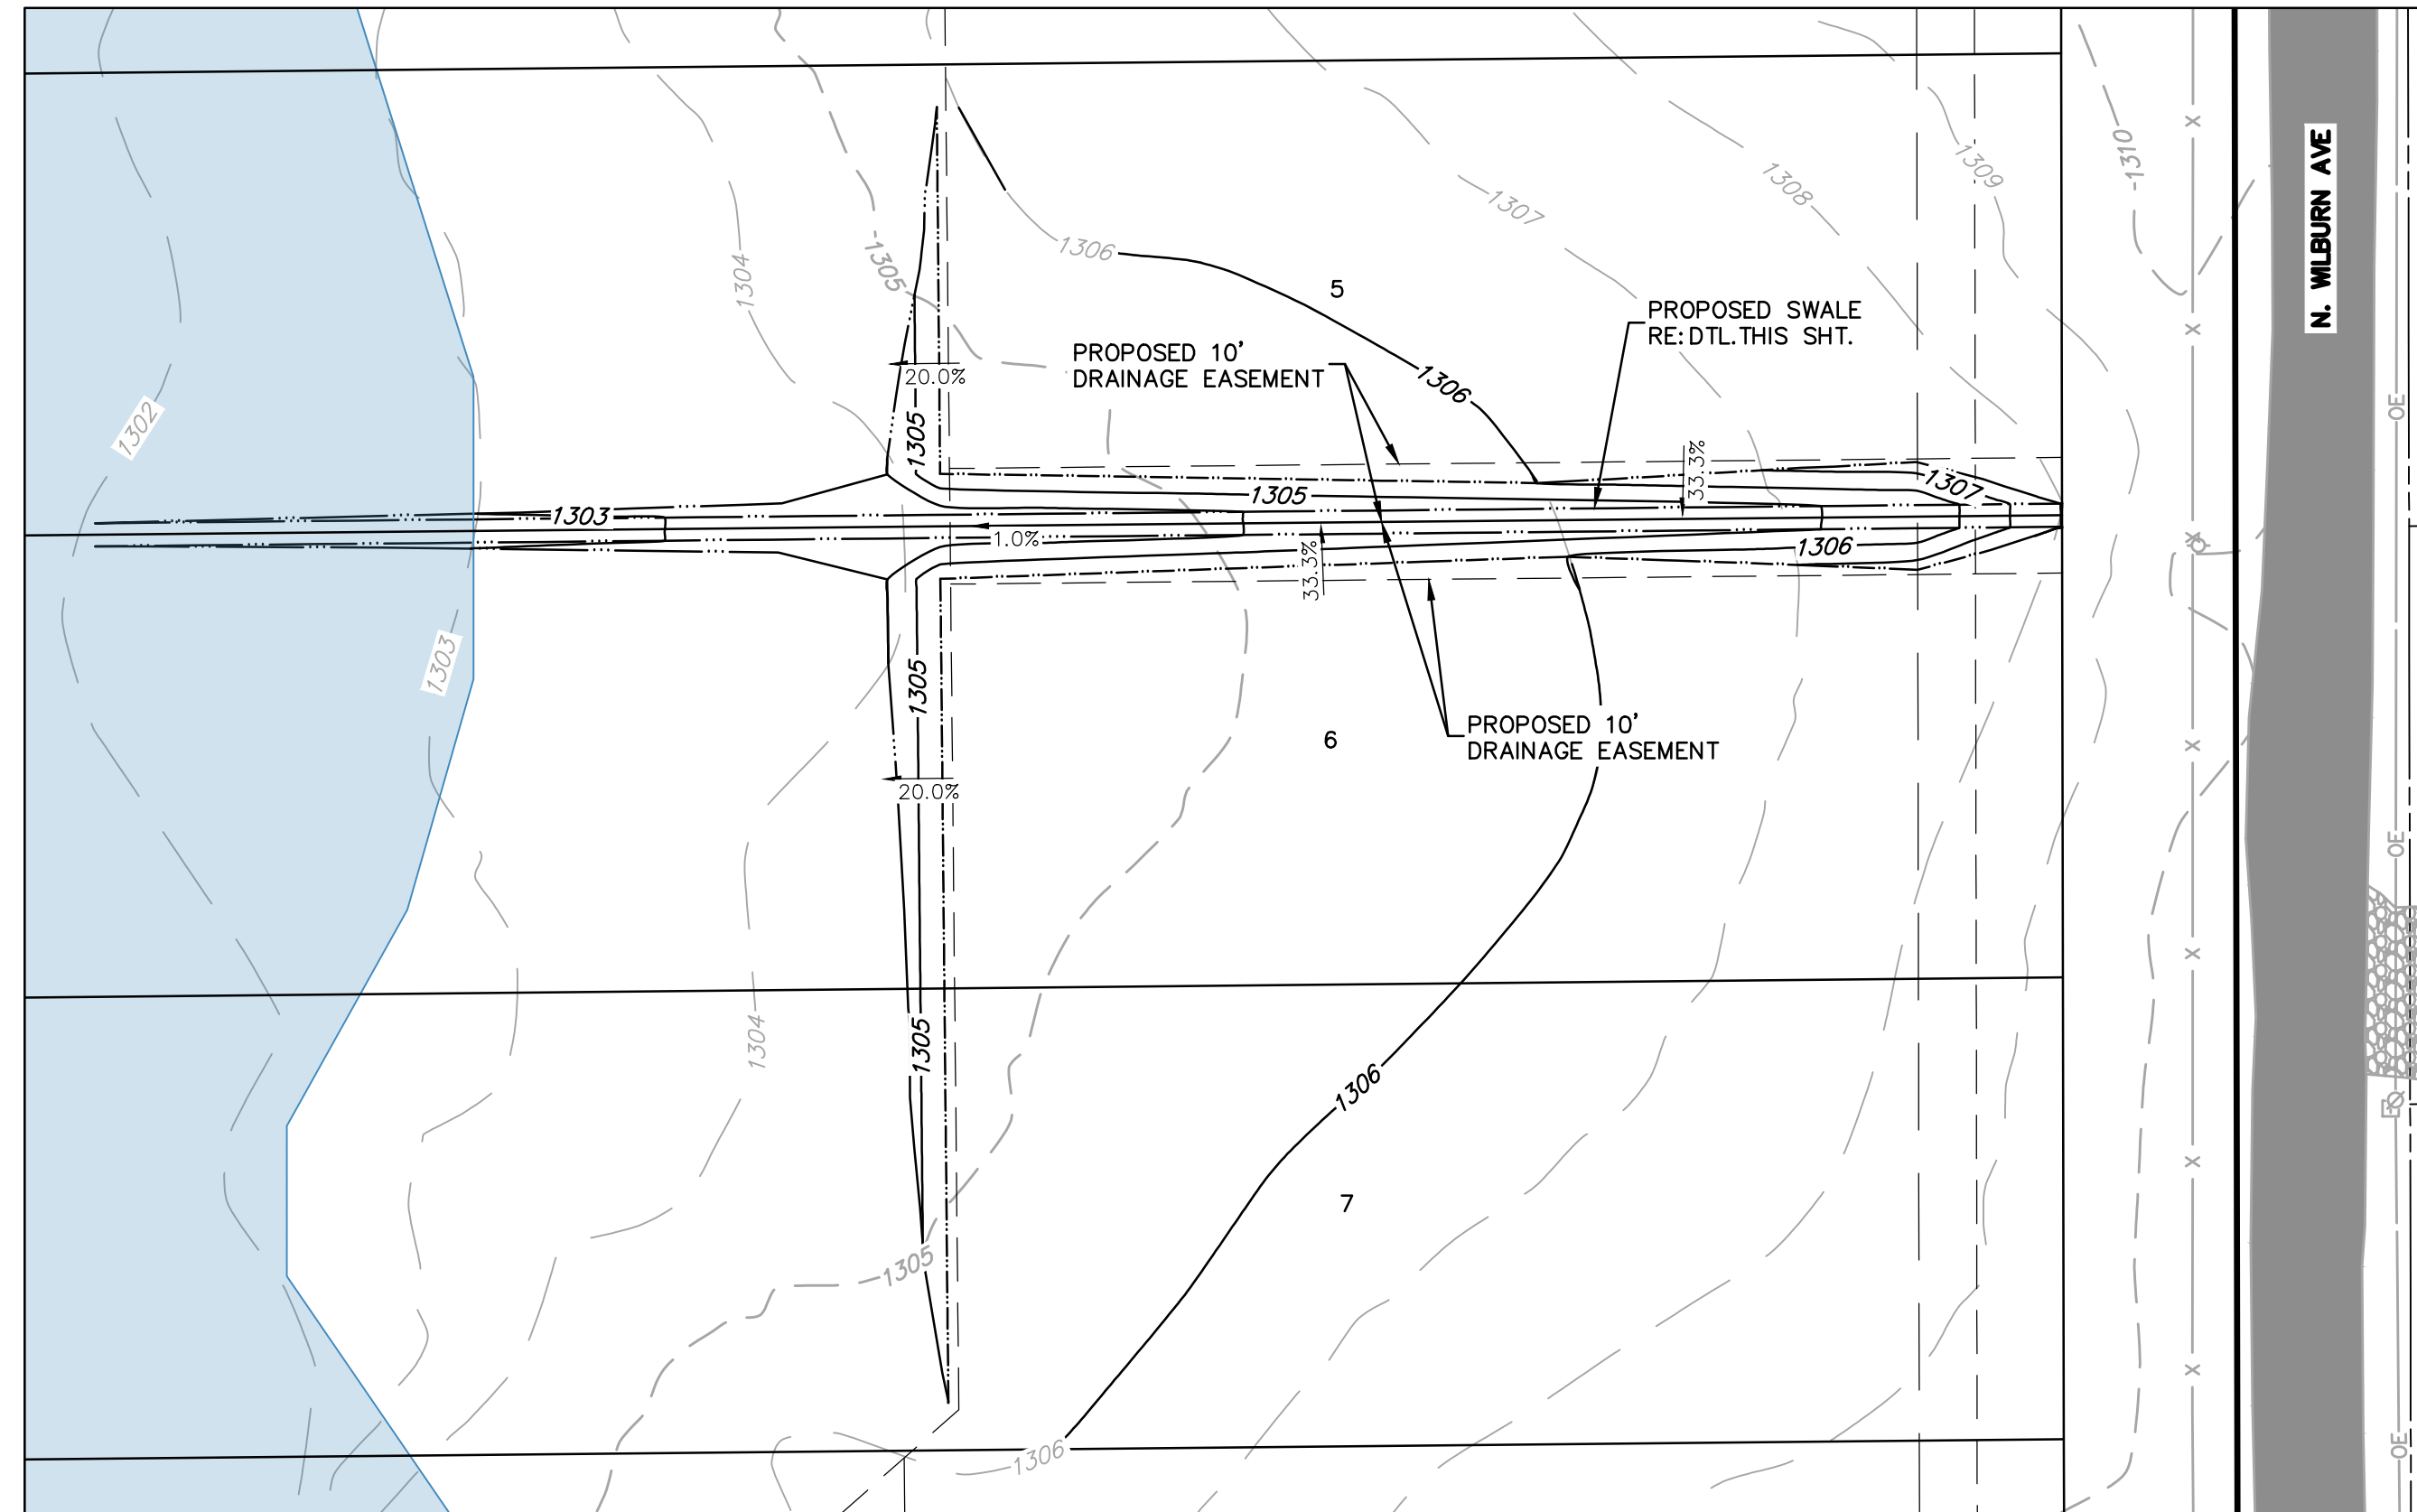 1310
N. WILBURN AVE
1309
1308
1307
1306
1305
1304
5
PROPOSED SWALE
RE: DTL. THIS SHT.
PROPOSED 10'
DRAINAGE EASEMENT
20.0%
1306
OE
1302
1305
33.3%
1307
1305
1303
1.0%
1306
33.3%
1303
1305
6
PROPOSED 10'
DRAINAGE EASEMENT
20.0%
OE
1304
1305
1306
7
1305
1306
OE
X
X
X
X
X
X
X